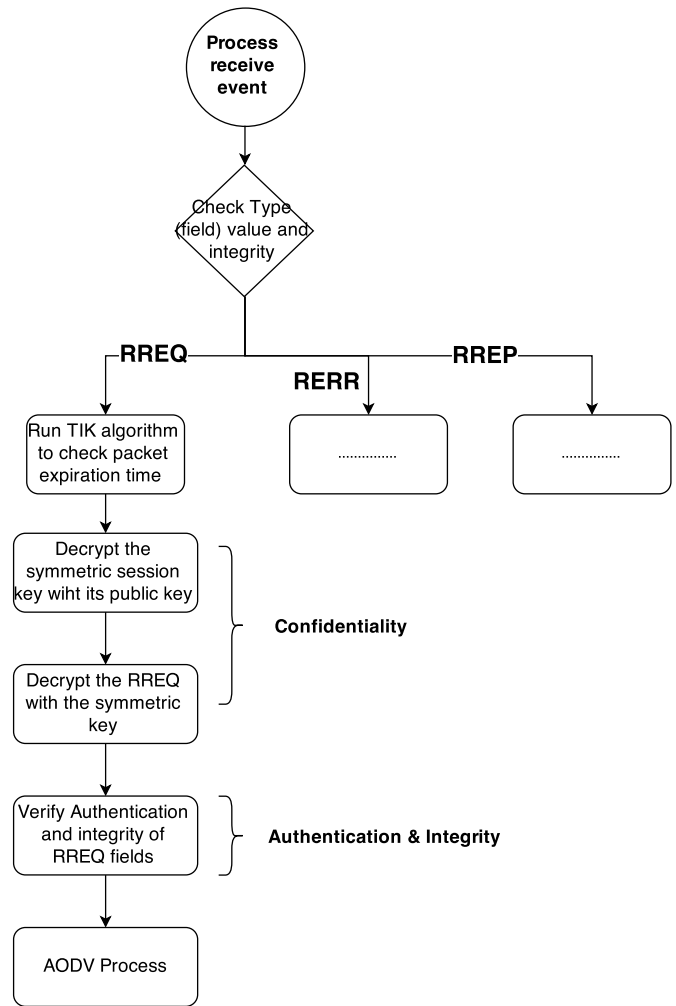 Process
receive
event
Check Type
(field) value and
integrity
RREQ
RERR
RREP
Run TIK algorithm
to check packet
expiration time
...............
...............
Decrypt the
symmetric session
key wiht its public key
Confidentiality
Decrypt the RREQ
with the symmetric
key
Verify Authentication
and integrity of
RREQ fields
Authentication & Integrity
AODV Process